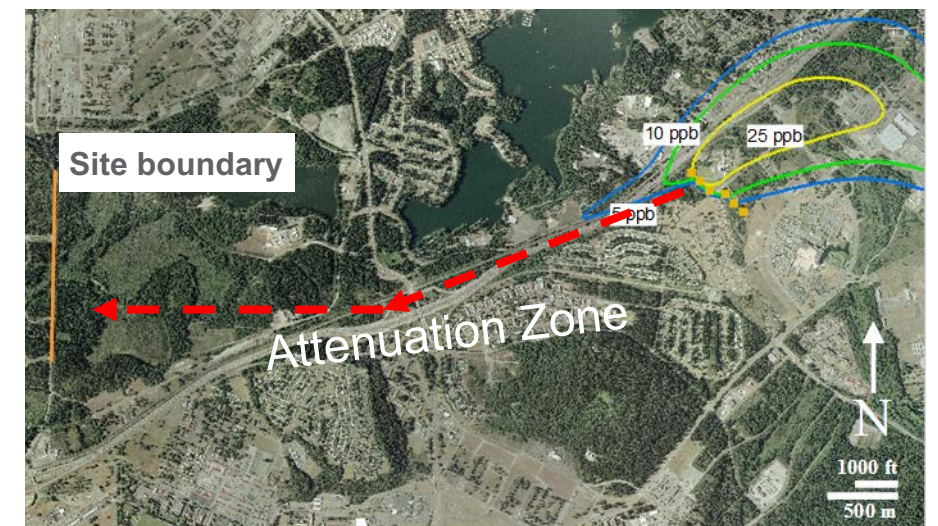 10 ppb
25 ppb
Site boundary
5 ppb
Attenuation Zone
N
1000 ft
500 m